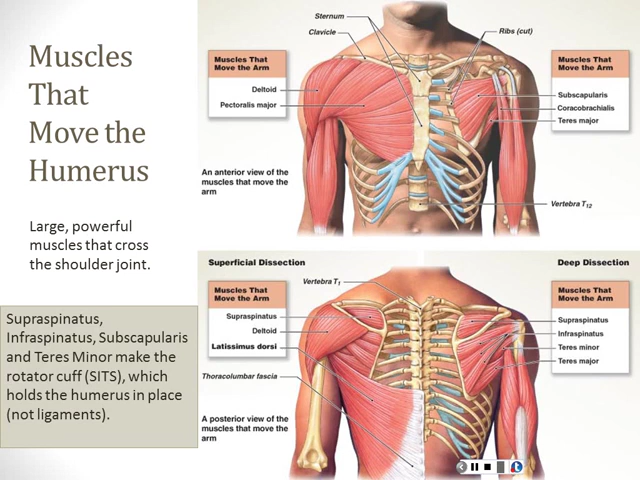 Muscles
That
Move the
Humerus
Large, powerful
muscles that cross
the shoulder joint.
Supraspinatus,
Infraspinatus, Subscapularis
and Teres Minor make the
rotator cuff (SITS), which
holds the humerus in place
(not ligaments).
Sternum
Clavicle
Ribs (cut)
Muscles That
Move the Arm
Deltoid
Pectoralis major
Muscles That
Move the Arm
Subscapularis
Coracobrachialis
Teres major
An anterior view of the
muscles that move the
arm
Vertebra T12
Superficial Dissection
Deep Dissection
Vertebra T1
Muscles That
Move the Arm
Supraspinatus
Deltoid
Latissimus dorsi
Thoracolumbar fascia
Muscles That
Move the Arm
Supraspinatus
Infraspinatus
Teres minor
Teres major
A posterior view of the
muscles that move the
arm